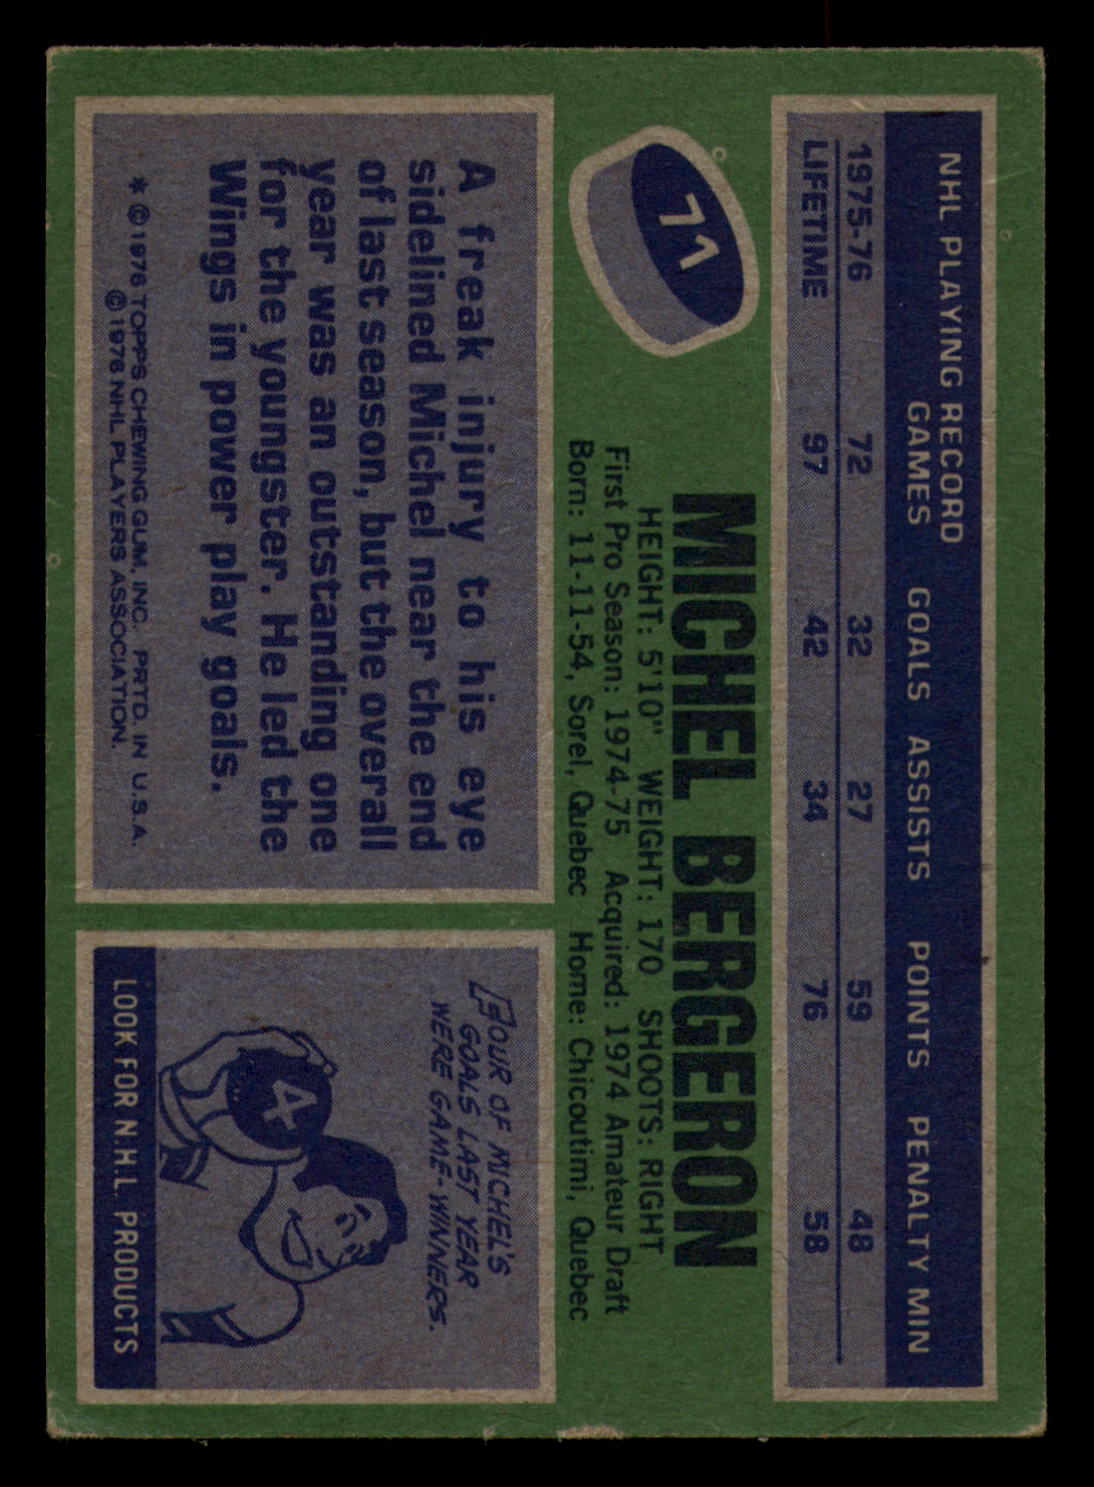 NHL PLAYING RECORD
GAMES GOALS ASSISTS POINTS PENALTY MIN
1975-76 72 32 27 59 48
LIFETIME 97 42 34 76 58
71
MICHEL BERGERON
HEIGHT: 5'10" WEIGHT: 170 SHOOTS: RIGHT
First Pro Season: 1974-75 Acquired: 1974 Amateur Draft
Born: 11-11-54, Sorel, Quebec Home: Chicoutimi, Quebec
A freak injury to his eye
sidelined Michel near the end
of last season, but the overall
year was an outstanding one
for the youngster. He led the
Wings in power play goals.
* © 1976 TOPPS CHEWING GUM, INC. PRTD. IN U.S.A.
© 1976 NHL PLAYERS ASSOCIATION.
FOUR OF MICHEL'S
GOALS LAST YEAR
WERE GAME-WINNERS.
4
LOOK FOR N.H.L. PRODUCTS